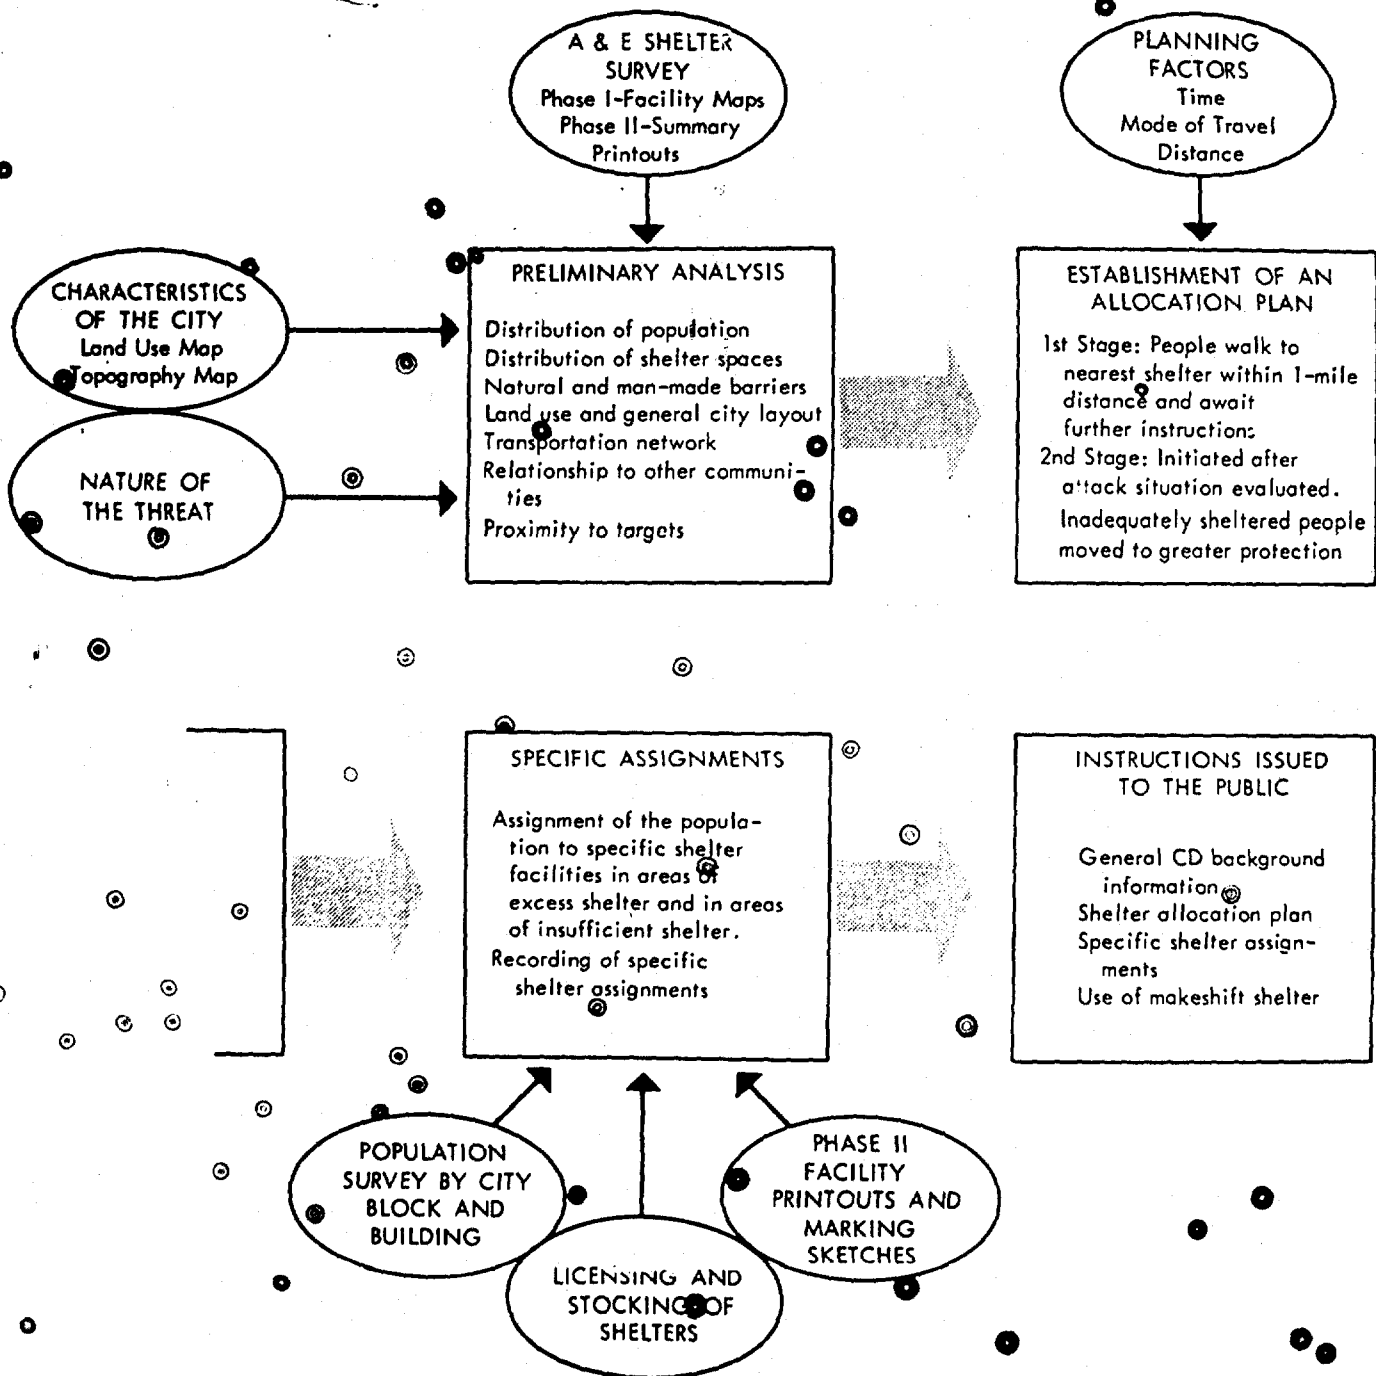 A & E SHELTER
SURVEY
Phase I-Facility Maps
Phase II-Summary
Printouts
PLANNING
FACTORS
Time
Mode of Travel
Distance
CHARACTERISTICS
OF THE CITY
Land Use Map
Topography Map
NATURE OF
THE THREAT
PRELIMINARY ANALYSIS
Distribution of population
Distribution of shelter spaces
Natural and man-made barriers
Land use and general city layout
Transportation network
Relationship to other communi-
ties
Proximity to targets
ESTABLISHMENT OF AN
ALLOCATION PLAN
1st Stage: People walk to
nearest shelter within 1-mile
distance and await
further instructions
2nd Stage: Initiated after
attack situation evaluated.
Inadequately sheltered people
moved to greater protection
SPECIFIC ASSIGNMENTS
Assignment of the popula-
tion to specific shelter
facilities in areas of
excess shelter and in areas
of insufficient shelter.
Recording of specific
shelter assignments
INSTRUCTIONS ISSUED
TO THE PUBLIC
General CD background
information
Shelter allocation plan
Specific shelter assign-
ments
Use of makeshift shelter
POPULATION
SURVEY BY CITY
BLOCK AND
BUILDING
LICENSING AND
STOCKING OF
SHELTERS
PHASE II
FACILITY
PRINTOUTS AND
MARKING
SKETCHES